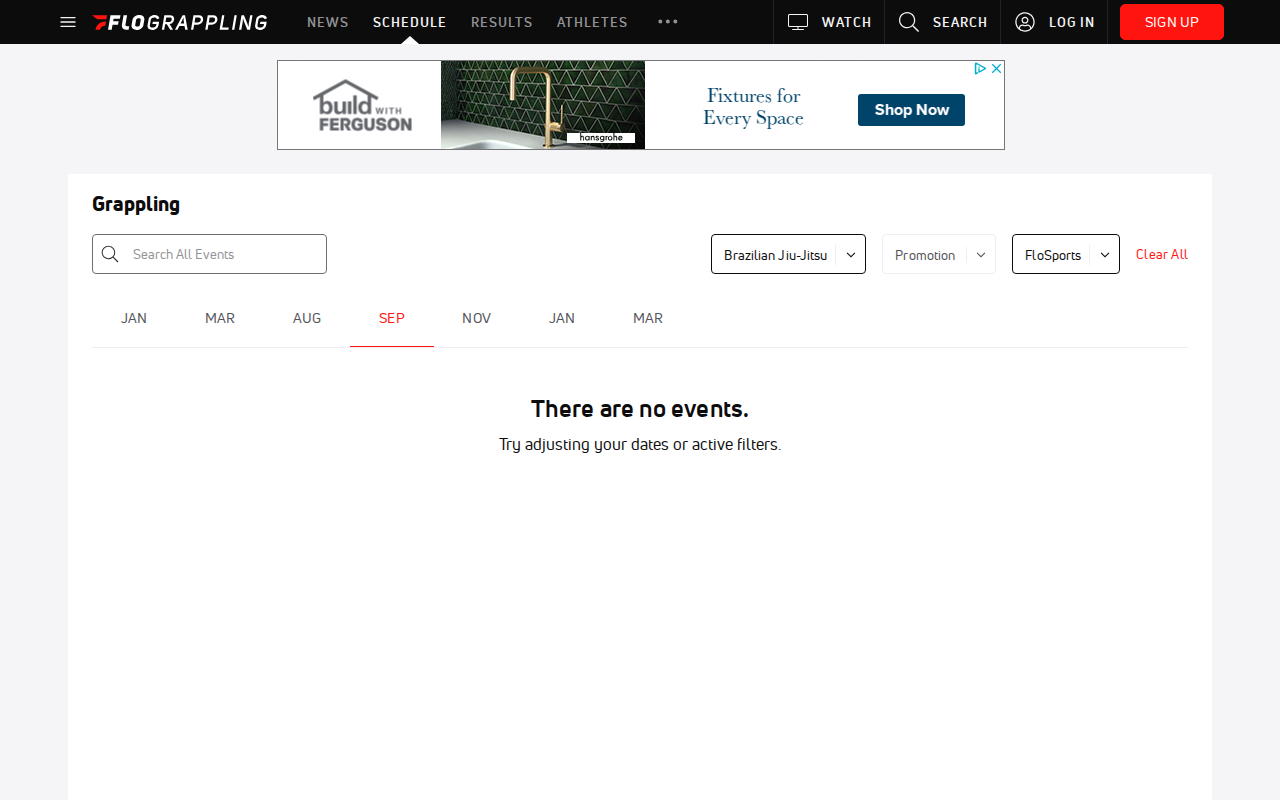 FLOGRAPPLING NEWS SCHEDULE RESULTS ATHLETES WATCH SEARCH LOG IN SIGN UP
build WITH
FERGUSON
hansgrohe
Fixtures for
Every Space
Shop Now
Grappling
Search All Events
Brazilian Jiu-Jitsu Promotion FloSports Clear All
JAN MAR AUG SEP NOV JAN MAR
There are no events.
Try adjusting your dates or active filters.